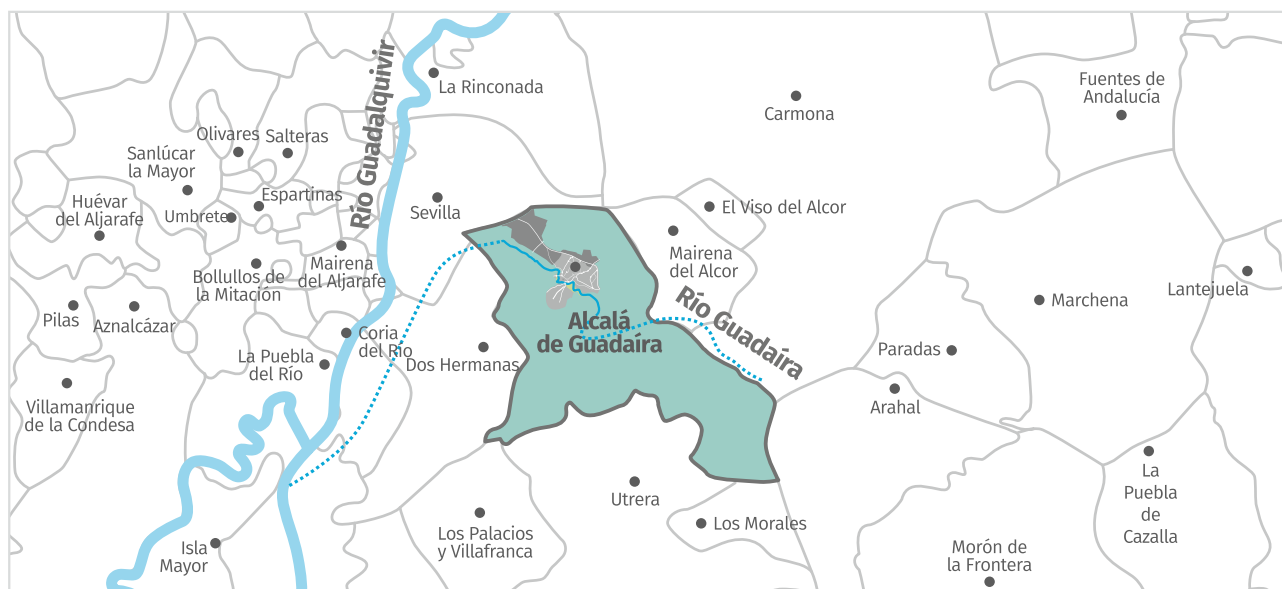 Río Guadalquivir
La Rinconada
Carmona
Fuentes de
Andalucía
Olivares
Salteras
Sanlúcar
la Mayor
Espartinas
Umbrete
Huévar
del Aljarafe
Sevilla
El Viso del Alcor
Mairena
del Alcor
Mairena
del Aljarafe
Bollullos de
la Mitación
Pilas
Aznalcázar
Lantejuela
Marchena
Río Guadaíra
Alcalá
de Guadaíra
Coria
del Río
Dos Hermanas
La Puebla
del Río
Paradas
Arahal
Villamanrique
de la Condesa
Utrera
Los Morales
Los Palacios
y Villafranca
Isla
Mayor
La
Puebla
de
Cazalla
Morón de
la Frontera